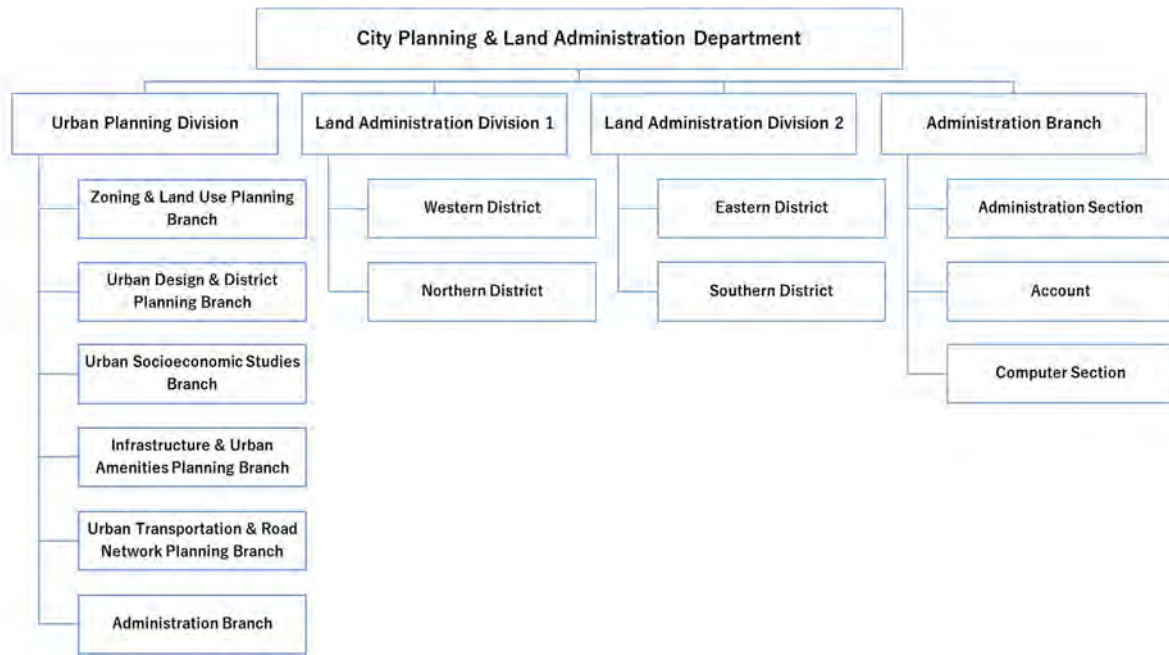 City Planning & Land Administration Department
Urban Planning Division
Land Administration Division 1
Land Administration Division 2
Administration Branch
Zoning & Land Use Planning
Branch
Urban Design & District
Planning Branch
Urban Socioeconomic Studies
Branch
Infrastructure & Urban
Amenities Planning Branch
Urban Transportation & Road
Network Planning Branch
Administration Branch
Western District
Northern District
Eastern District
Southern District
Administration Section
Account
Computer Section